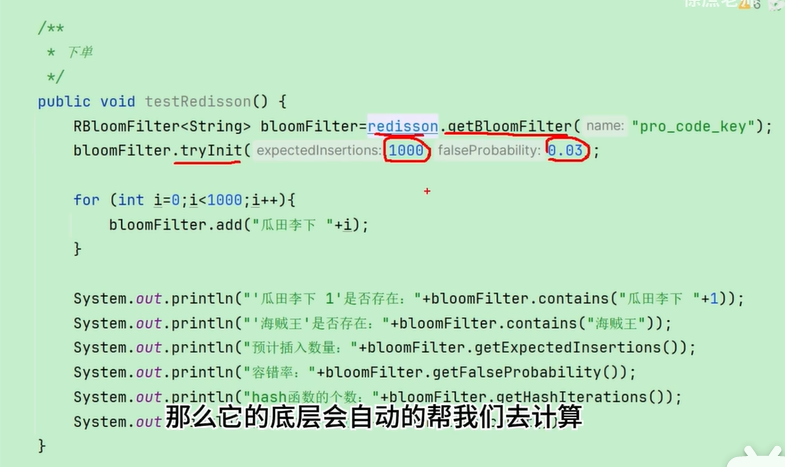 6
/**
* 下单
*/
public void testRedisson() {
RBloomFilter<String> bloomFilter=redisson.getBloomFilter( name: "pro_code_key");
bloomFilter.tryInit( expectedInsertions: 1000, falseProbability: 0.03);
for (int i=0;i<1000;i++){
bloomFilter.add("瓜田李下 "+i);
}
System.out.println("'瓜田李下 1'是否存在："+bloomFilter.contains("瓜田李下 "+1));
System.out.println("'海贼王'是否存在："+bloomFilter.contains("海贼王"));
System.out.println("预计插入数量："+bloomFilter.getExpectedInsertions());
System.out.println("容错率："+bloomFilter.getFalseProbability());
System.out.println("hash函数的个数："+bloomFilter.getHashIterations());
System.ou
那么它的底层会自动的帮我们去计算
}